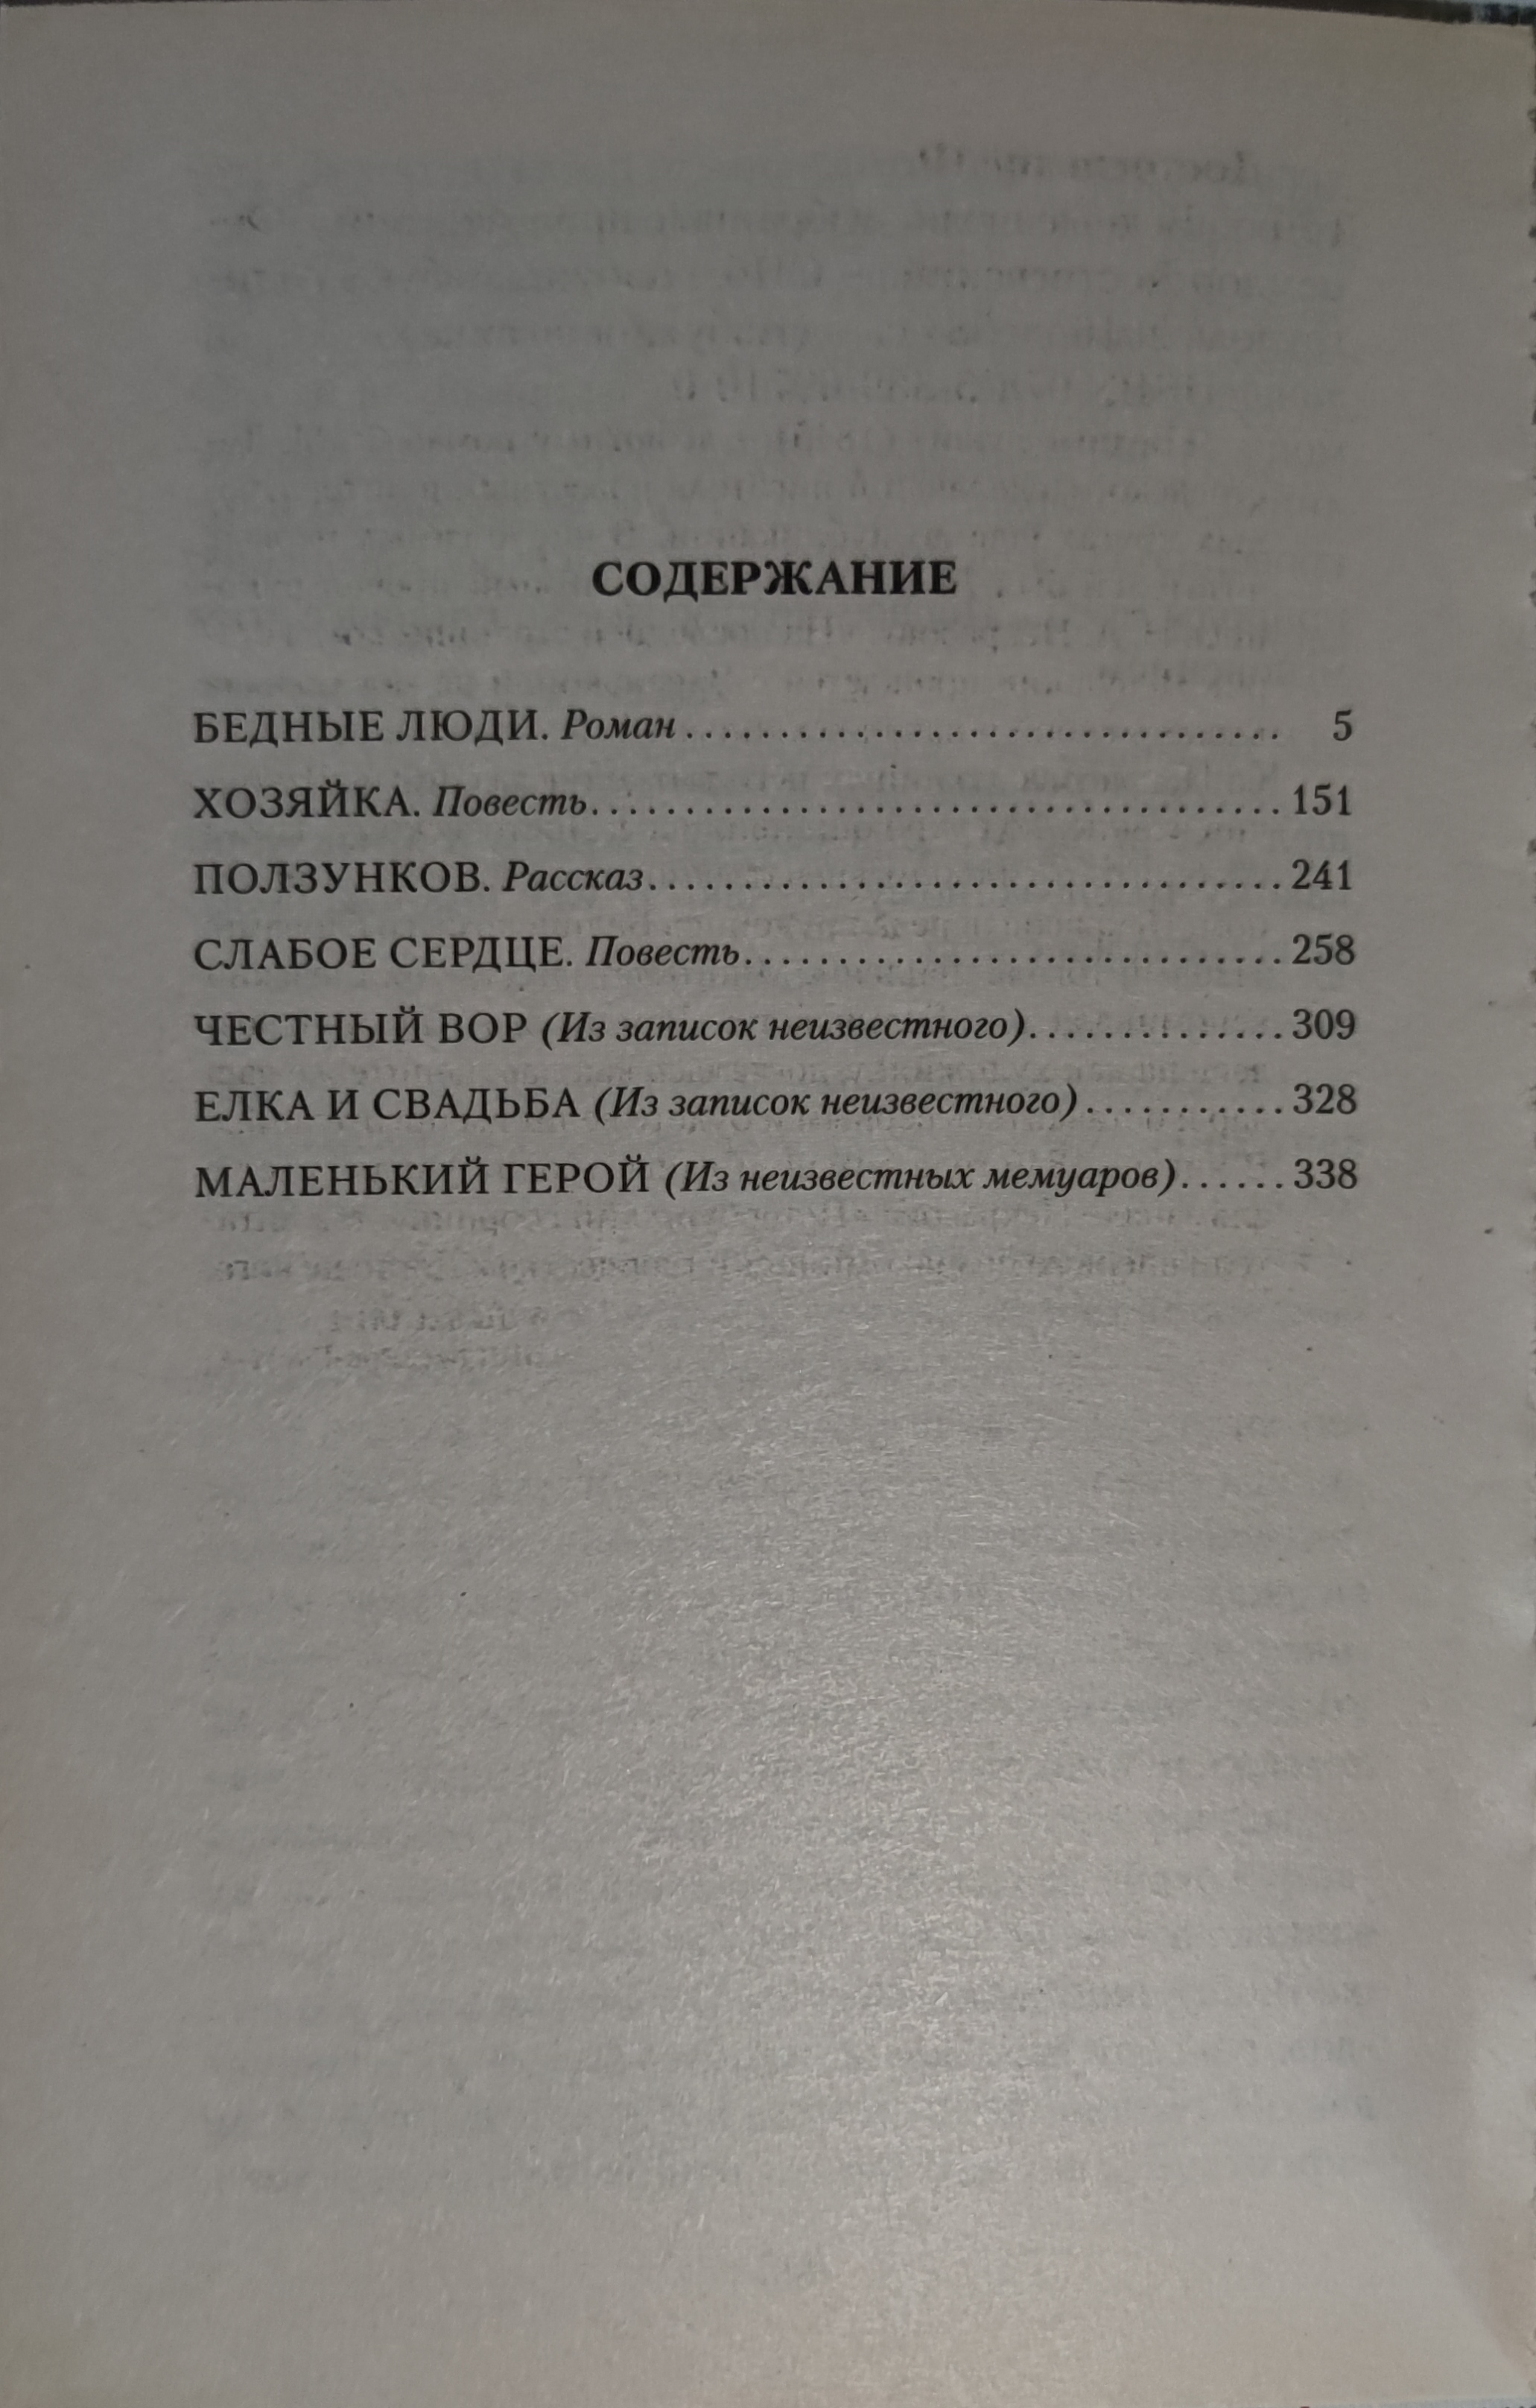 СОДЕРЖАНИЕ
БЕДНЫЕ ЛЮДИ. Роман................................ 5
ХОЗЯЙКА. Повесть.....................................151
ПОЛЗУНКОВ. Рассказ..................................241
СЛАБОЕ СЕРДЦЕ. Повесть.............................258
ЧЕСТНЫЙ ВОР (Из записок неизвестного)..............309
ЕЛКА И СВАДЬБА (Из записок неизвестного)...........328
МАЛЕНЬКИЙ ГЕРОЙ (Из неизвестных мемуаров)......338